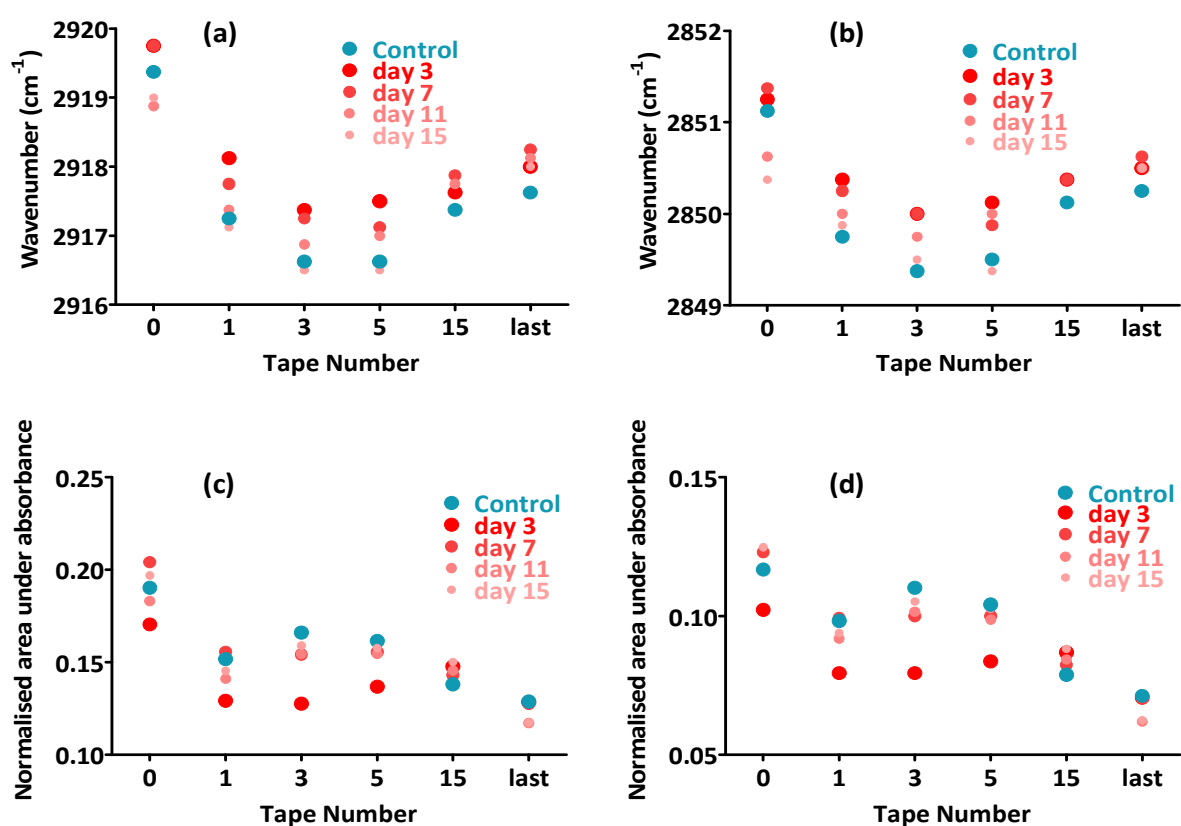 (a)
Wavenumber (cm⁻¹)
2920
2919
2918
2917
2916
Control
day 3
day 7
day 11
day 15
0 1 3 5 15 last
Tape Number
(b)
Wavenumber (cm⁻¹)
2852
2851
2850
2849
Control
day 3
day 7
day 11
day 15
0 1 3 5 15 last
Tape Number
(c)
Normalised area under absorbance
0.25
0.20
0.15
0.10
Control
day 3
day 7
day 11
day 15
0 1 3 5 15 last
Tape Number
(d)
Normalised area under absorbance
0.15
0.10
0.05
Control
day 3
day 7
day 11
day 15
0 1 3 5 15 last
Tape Number